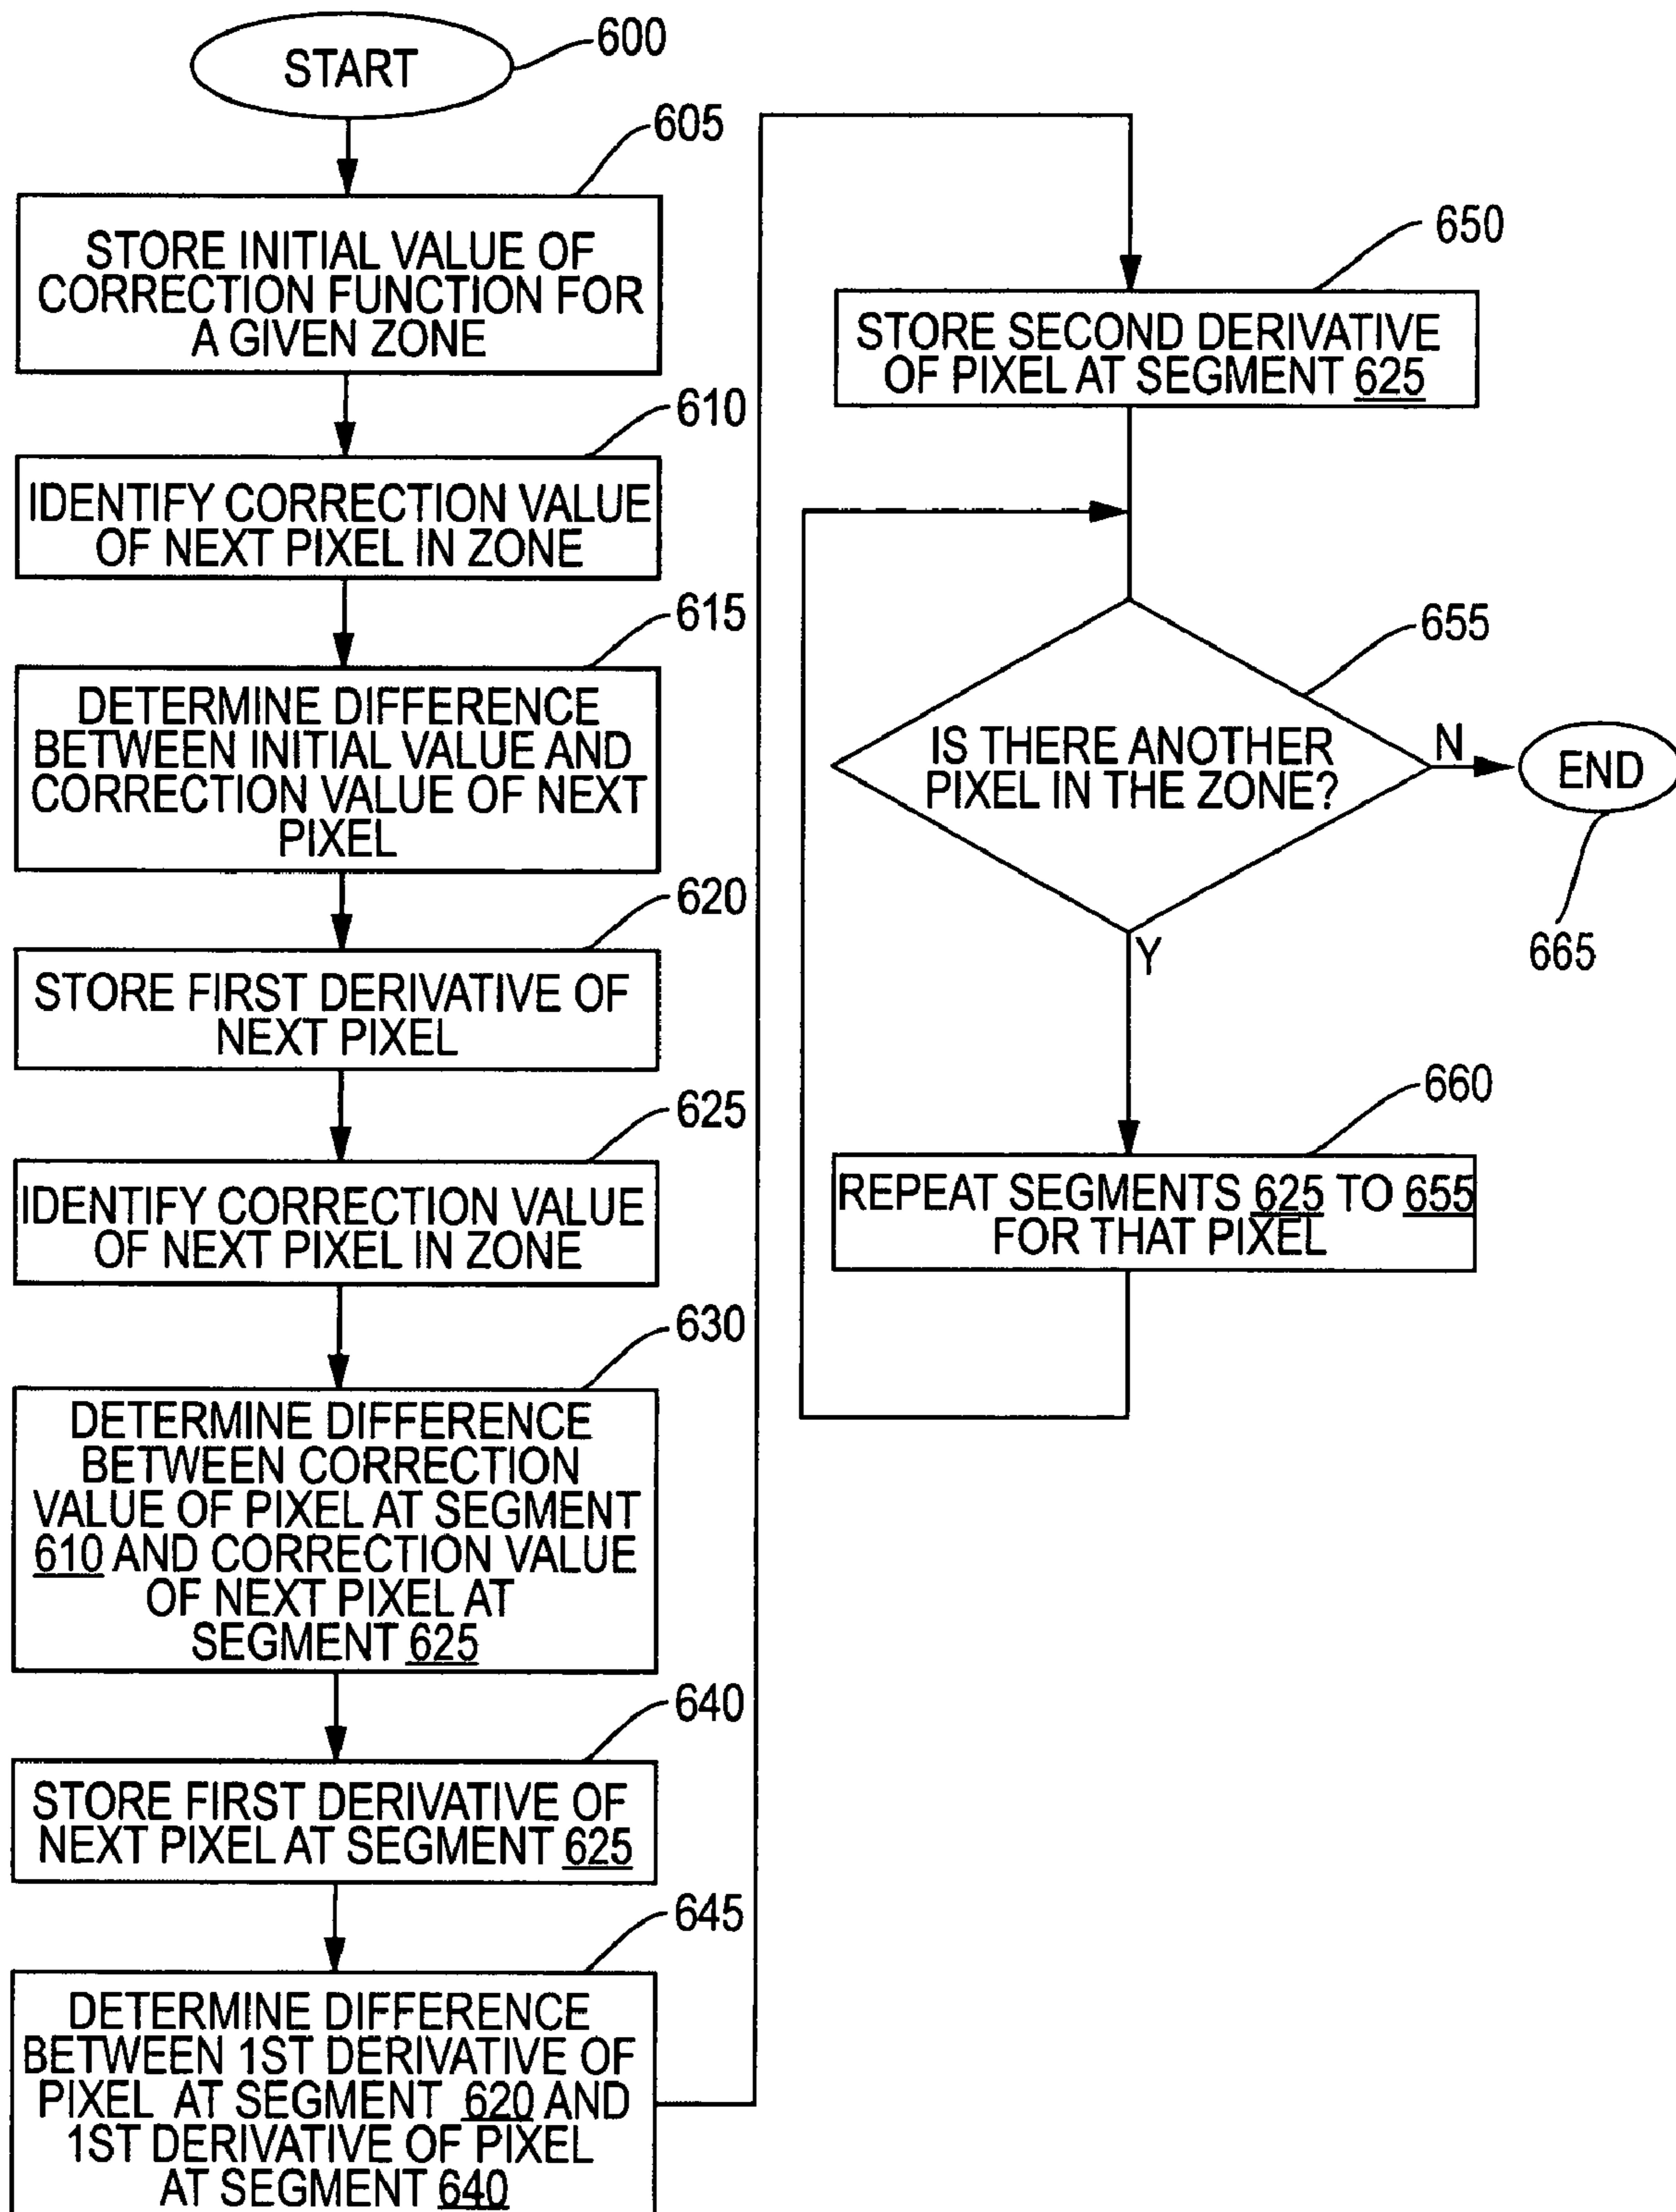 START
600
605
STORE INITIAL VALUE OF
CORRECTION FUNCTION FOR
A GIVEN ZONE
610
IDENTIFY CORRECTION VALUE
OF NEXT PIXEL IN ZONE
615
DETERMINE DIFFERENCE
BETWEEN INITIAL VALUE AND
CORRECTION VALUE OF NEXT
PIXEL
620
STORE FIRST DERIVATIVE OF
NEXT PIXEL
625
IDENTIFY CORRECTION VALUE
OF NEXT PIXEL IN ZONE
630
DETERMINE DIFFERENCE
BETWEEN CORRECTION
VALUE OF PIXEL AT SEGMENT
610 AND CORRECTION VALUE
OF NEXT PIXEL AT
SEGMENT 625
640
STORE FIRST DERIVATIVE OF
NEXT PIXEL AT SEGMENT 625
645
DETERMINE DIFFERENCE
BETWEEN 1ST DERIVATIVE OF
PIXEL AT SEGMENT 620 AND
1ST DERIVATIVE OF PIXEL
AT SEGMENT 640
650
STORE SECOND DERIVATIVE
OF PIXEL AT SEGMENT 625
655
IS THERE ANOTHER
PIXEL IN THE ZONE?
N
END
665
Y
660
REPEAT SEGMENTS 625 TO 655
FOR THAT PIXEL